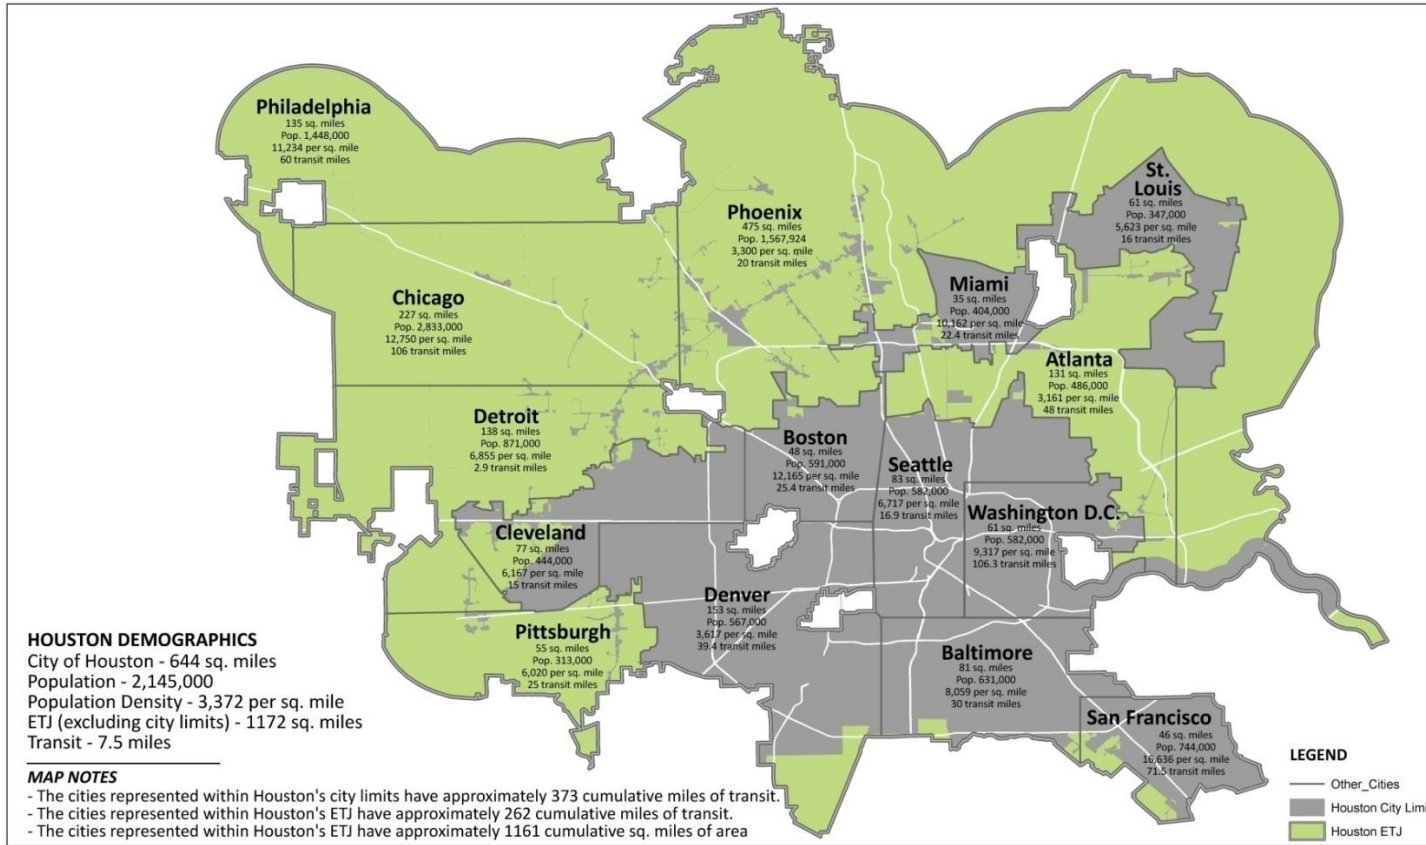 Philadelphia
135 sq. miles
Pop. 1,448,000
11,234 per sq. mile
60 transit miles
Phoenix
475 sq. miles
Pop. 1,567,924
3,300 per sq. mile
20 transit miles
St.
Louis
61 sq. miles
Pop. 347,000
5,623 per sq. mile
16 transit miles
Chicago
227 sq. miles
Pop. 2,833,000
12,750 per sq. mile
106 transit miles
Miami
35 sq. miles
Pop. 404,000
10,162 per sq. mile
22.4 transit miles
Atlanta
131 sq. miles
Pop. 486,000
3,161 per sq. mile
48 transit miles
Detroit
138 sq. miles
Pop. 871,000
6,855 per sq. mile
2.9 transit miles
Boston
48 sq. miles
Pop. 591,000
12,165 per sq. mile
25.4 transit miles
Seattle
83 sq. miles
Pop. 582,000
6,717 per sq. mile
16.9 transit miles
Washington D.C.
61 sq. miles
Pop. 582,000
9,317 per sq. mile
106.3 transit miles
Cleveland
77 sq. miles
Pop. 444,000
6,167 per sq. mile
15 transit miles
Denver
153 sq. miles
Pop. 567,000
3,617 per sq. mile
39.4 transit miles
Pittsburgh
55 sq. miles
Pop. 313,000
6,020 per sq. mile
25 transit miles
Baltimore
81 sq. miles
Pop. 631,000
8,059 per sq. mile
30 transit miles
San Francisco
46 sq. miles
Pop. 744,000
16,636 per sq. mile
71.5 transit miles
HOUSTON DEMOGRAPHICS
City of Houston - 644 sq. miles
Population - 2,145,000
Population Density - 3,372 per sq. mile
ETJ (excluding city limits) - 1172 sq. miles
Transit - 7.5 miles
MAP NOTES
- The cities represented within Houston's city limits have approximately 373 cumulative miles of transit.
- The cities represented within Houston's ETJ have approximately 262 cumulative miles of transit.
- The cities represented within Houston's ETJ have approximately 1161 cumulative sq. miles of area
LEGEND
Other_Cities
Houston City Limi
Houston ETJ